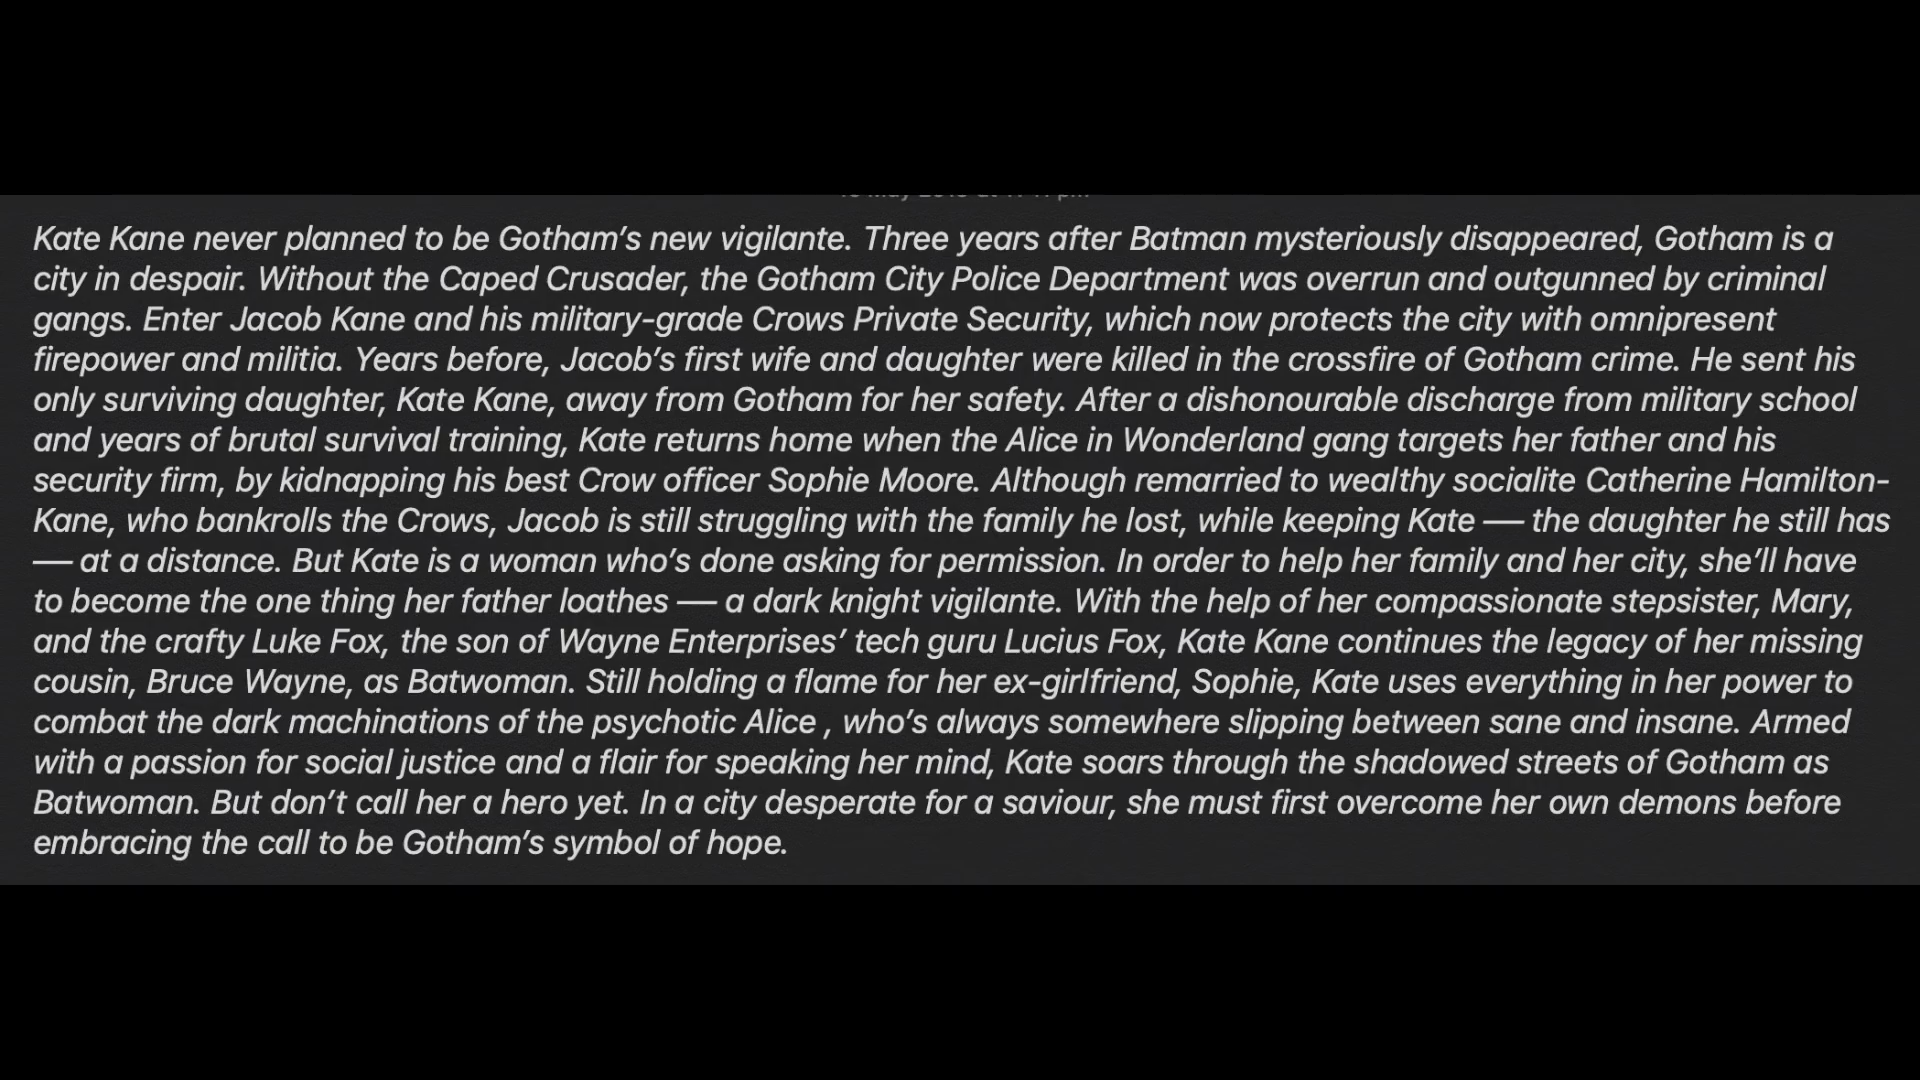 Kate Kane never planned to be Gotham’s new vigilante. Three years after Batman mysteriously disappeared, Gotham is a
city in despair. Without the Caped Crusader, the Gotham City Police Department was overrun and outgunned by criminal
gangs. Enter Jacob Kane and his military-grade Crows Private Security, which now protects the city with omnipresent
firepower and militia. Years before, Jacob’s first wife and daughter were killed in the crossfire of Gotham crime. He sent his
only surviving daughter, Kate Kane, away from Gotham for her safety. After a dishonourable discharge from military school
and years of brutal survival training, Kate returns home when the Alice in Wonderland gang targets her father and his
security firm, by kidnapping his best Crow officer Sophie Moore. Although remarried to wealthy socialite Catherine Hamilton-
Kane, who bankrolls the Crows, Jacob is still struggling with the family he lost, while keeping Kate — the daughter he still has
— at a distance. But Kate is a woman who’s done asking for permission. In order to help her family and her city, she’ll have
to become the one thing her father loathes — a dark knight vigilante. With the help of her compassionate stepsister, Mary,
and the crafty Luke Fox, the son of Wayne Enterprises’ tech guru Lucius Fox, Kate Kane continues the legacy of her missing
cousin, Bruce Wayne, as Batwoman. Still holding a flame for her ex-girlfriend, Sophie, Kate uses everything in her power to
combat the dark machinations of the psychotic Alice , who’s always somewhere slipping between sane and insane. Armed
with a passion for social justice and a flair for speaking her mind, Kate soars through the shadowed streets of Gotham as
Batwoman. But don’t call her a hero yet. In a city desperate for a saviour, she must first overcome her own demons before
embracing the call to be Gotham’s symbol of hope.